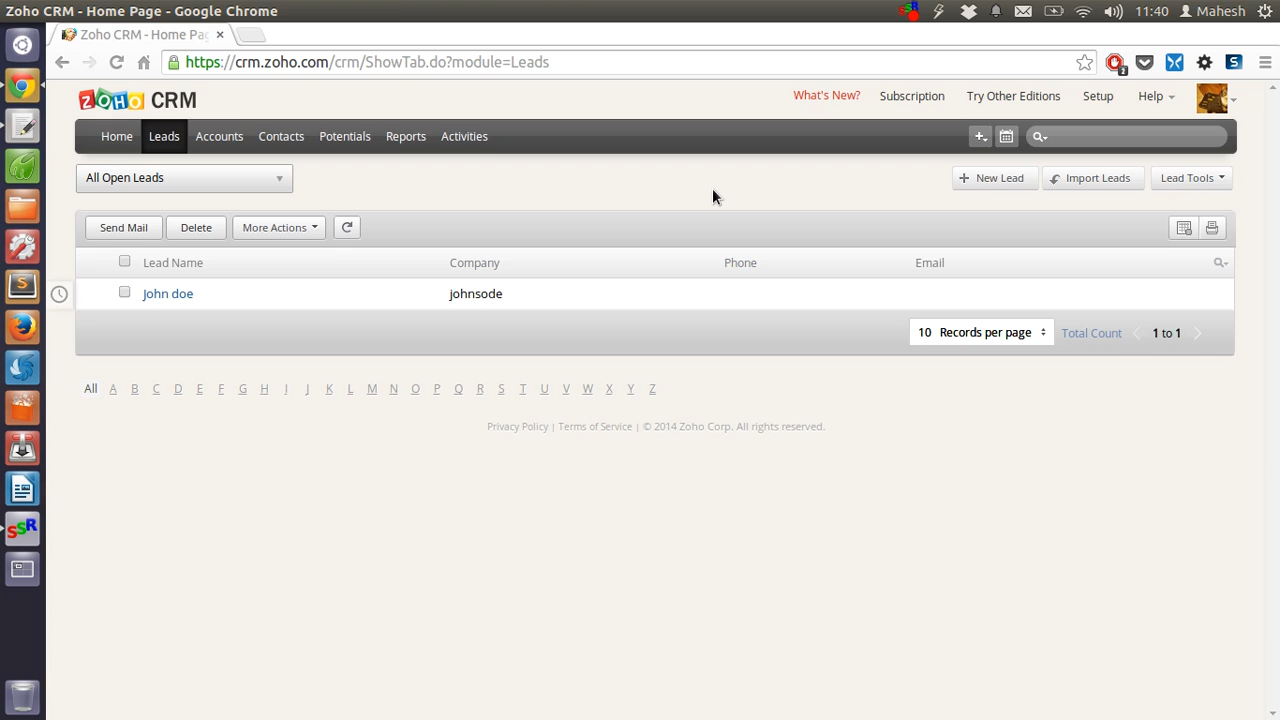 Zoho CRM - Home Page - Google Chrome
11:40 Mahesh
Zoho CRM - Home Pag
https://crm.zoho.com/crm/ShowTab.do?module=Leads
ZOHO CRM
What's New? Subscription Try Other Editions Setup Help
Home Leads Accounts Contacts Potentials Reports Activities
All Open Leads
New Lead Import Leads Lead Tools
Send Mail Delete More Actions
Lead Name Company Phone Email
John doe johnsode
10 Records per page Total Count 1 to 1
All A B C D E F G H I J K L M N O P Q R S T U V W X Y Z
Privacy Policy | Terms of Service | © 2014 Zoho Corp. All rights reserved.